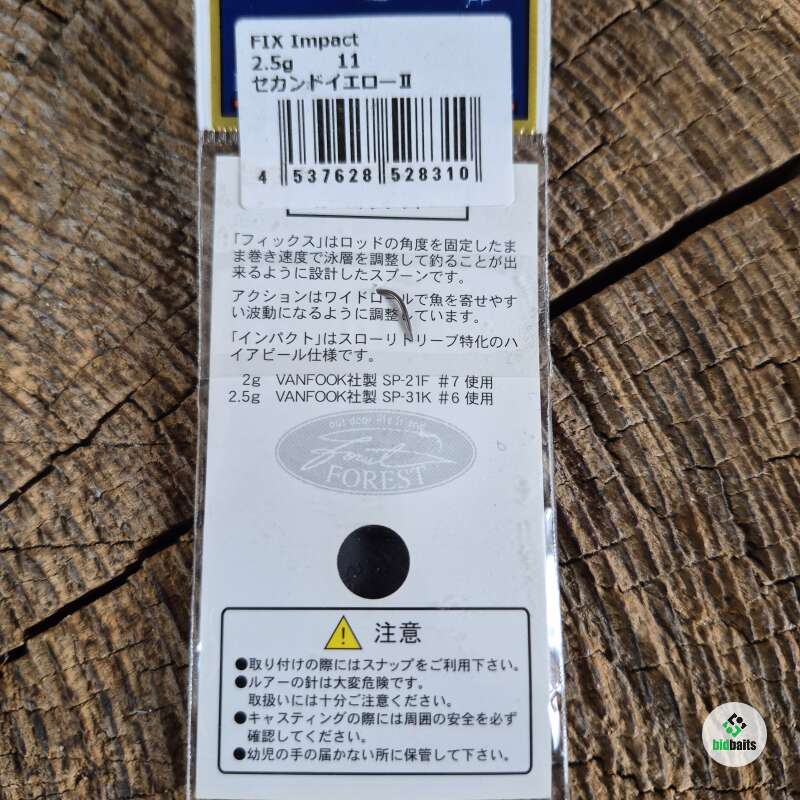 FIX Impact
2.5g 11
セカンドイエローⅡ
4 537628 528310
「フィックス」はロッドの角度を固定したま
ま巻き速度で泳層を調整して釣ることが出
来るように設計したスプーンです。
アクションはワイドロールで魚を寄せやす
い波動になるように調整しています。
「インパクト」はスローリトリーブ特化のハ
イアピール仕様です。
2g VANFOOK社製 SP-21F #7 使用
2.5g VANFOOK社製 SP-31K #6 使用
outdoor life friend
Forest
FOREST
注意
●取り付けの際にはスナップをご利用下さい。
●ルアーの針は大変危険です。
取扱いには十分ご注意ください。
●キャスティングの際には周囲の安全を必ず
確認してください。
●幼児の手の届かない所に保管して下さい。
bidbaits